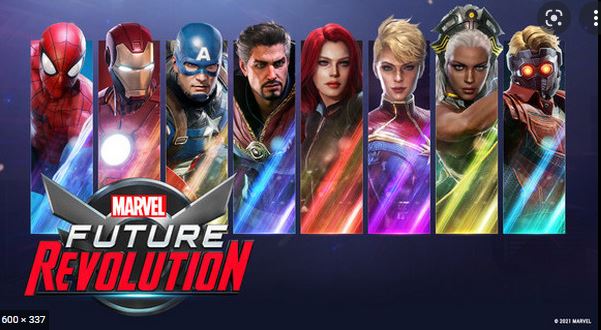 A
MARVEL
FUTURE
REVOLUTION
600 × 337
© 2021 MARVEL